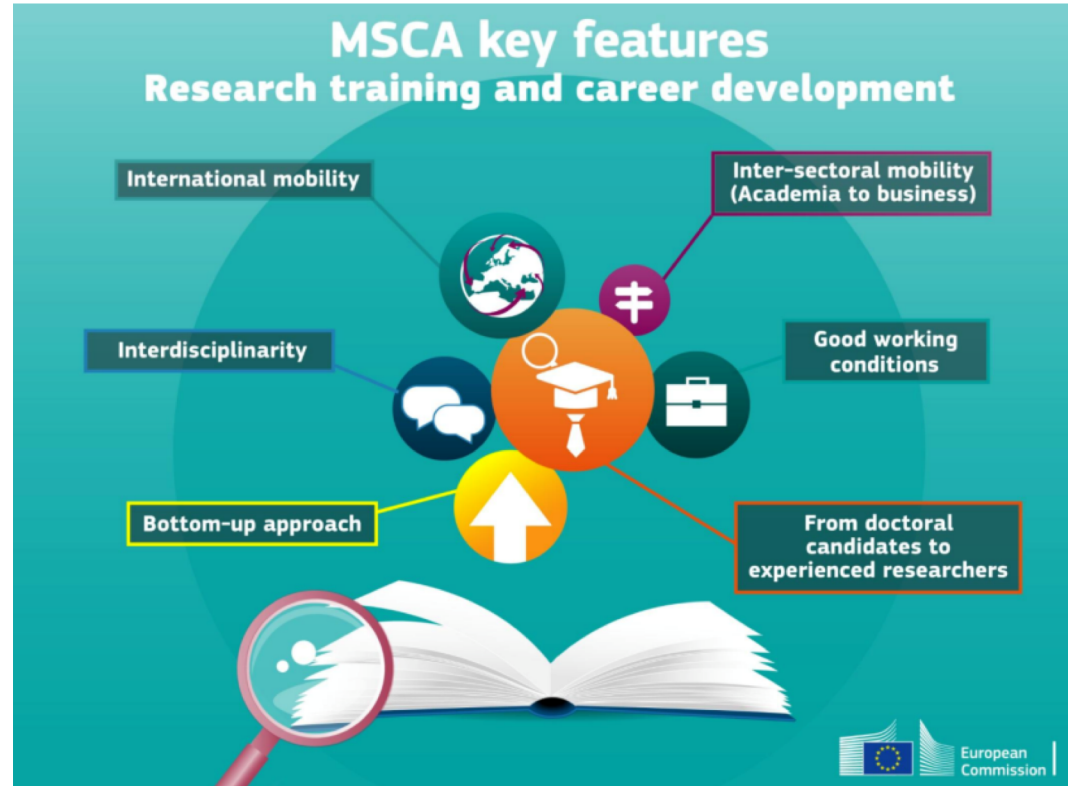 MSCA key features
Research training and career development
International mobility
Inter-sectoral mobility
(Academia to business)
Interdisciplinarity
Good working
conditions
Bottom-up approach
From doctoral
candidates to
experienced researchers
European
Commission